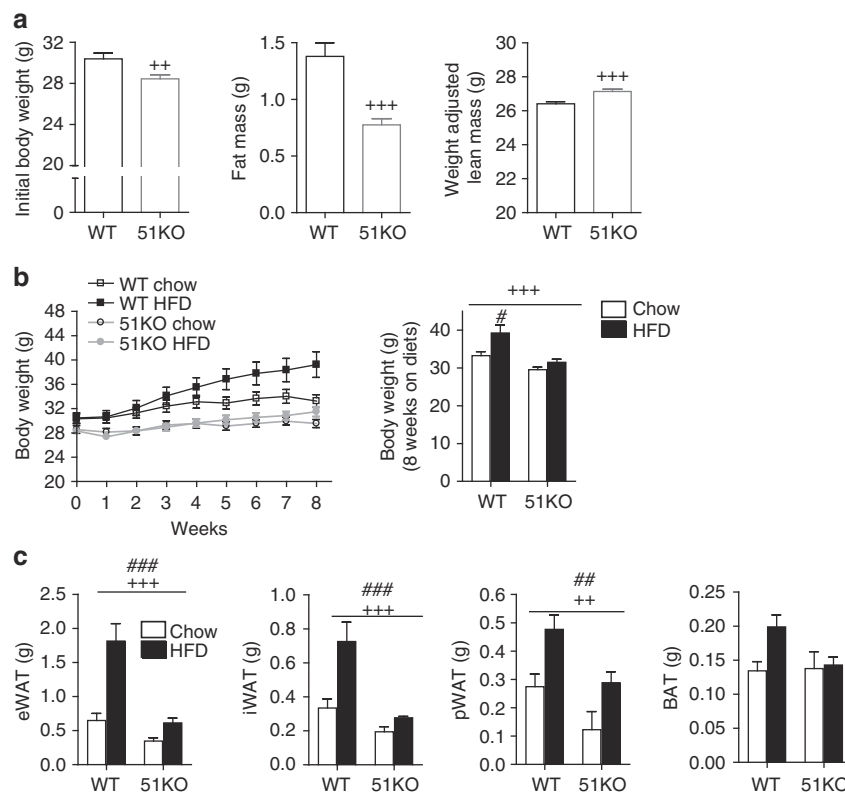 a
Initial body weight (g)
32
28
24
20
0
WT
51KO
++
Fat mass (g)
1.5
1.0
0.5
0.0
WT
51KO
+++
Weight adjusted
lean mass (g)
30
28
26
24
22
20
WT
51KO
+++
b
WT chow
WT HFD
51KO chow
51KO HFD
Body weight (g)
48
44
40
36
32
28
24
20
0 1 2 3 4 5 6 7 8
Weeks
Body weight (g)
(8 weeks on diets)
40
30
20
10
0
+++
#
WT
51KO
Chow
HFD
c
###
+++
eWAT (g)
2.5
2.0
1.5
1.0
0.5
0.0
Chow
HFD
WT
51KO
###
+++
iWAT (g)
1.0
0.8
0.6
0.4
0.2
0.0
WT
51KO
##
++
pWAT (g)
0.6
0.5
0.4
0.3
0.2
0.1
0.0
WT
51KO
BAT (g)
0.25
0.20
0.15
0.10
0.05
0.00
WT
51KO